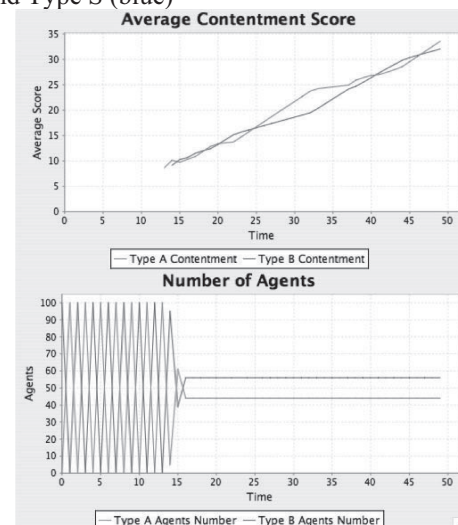 nd Type S (blue)
Average Contentment Score
35
30
25
20
15
10
5
0
Average Score
0 5 10 15 20 25 30 35 40 45 50
Time
Type A Contentment Type B Contentment
Number of Agents
100
90
80
70
60
50
40
30
20
10
0
Agents
0 5 10 15 20 25 30 35 40 45 50
Time
Type A Agents Number Type B Agents Number